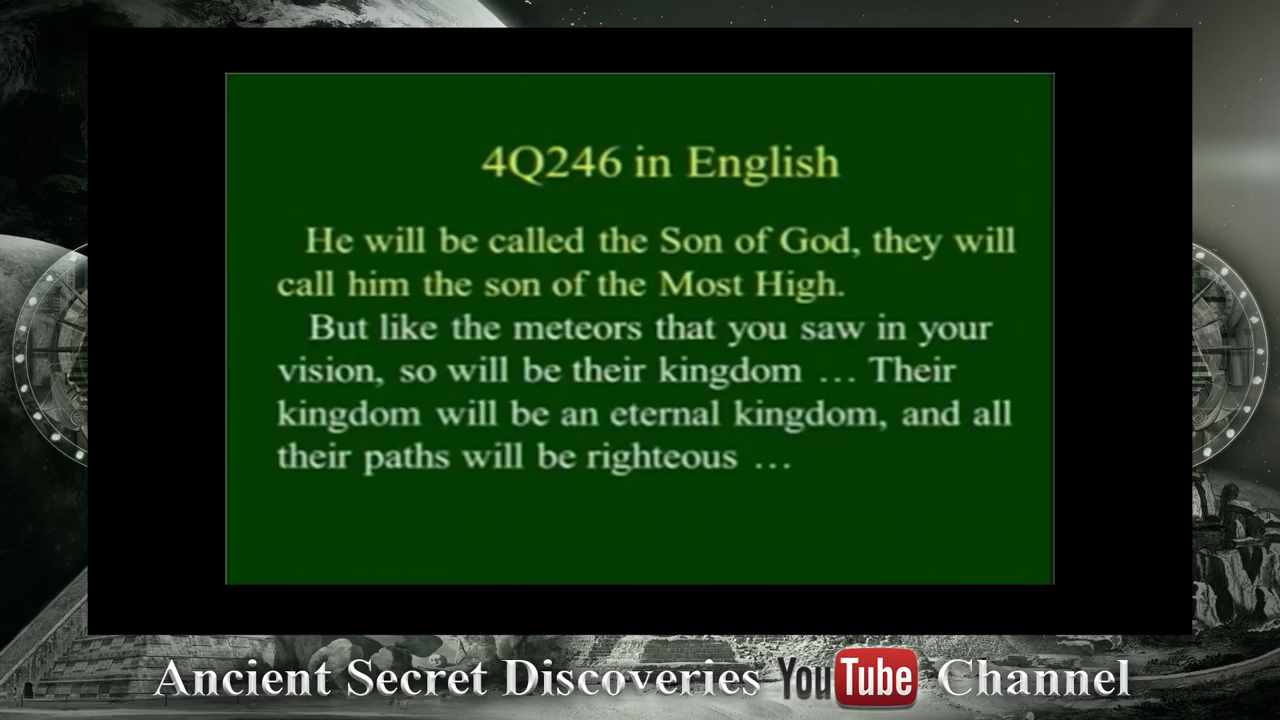 4Q246 in English
He will be called the Son of God, they will
call him the son of the Most High.
But like the meteors that you saw in your
vision, so will be their kingdom … Their
kingdom will be an eternal kingdom, and all
their paths will be righteous …
Ancient Secret Discoveries YouTube Channel